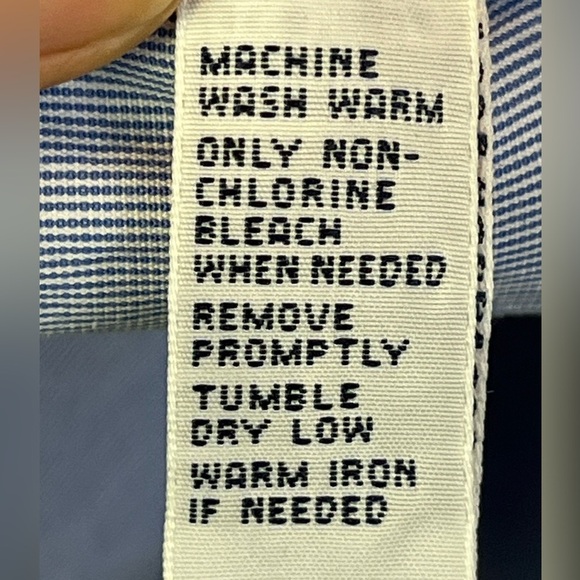 MACHINE
WASH WARM
ONLY NON-
CHLORINE
BLEACH
WHEN NEEDED
REMOVE
PROMPTLY
TUMBLE
DRY LOW
WARM IRON
IF NEEDED